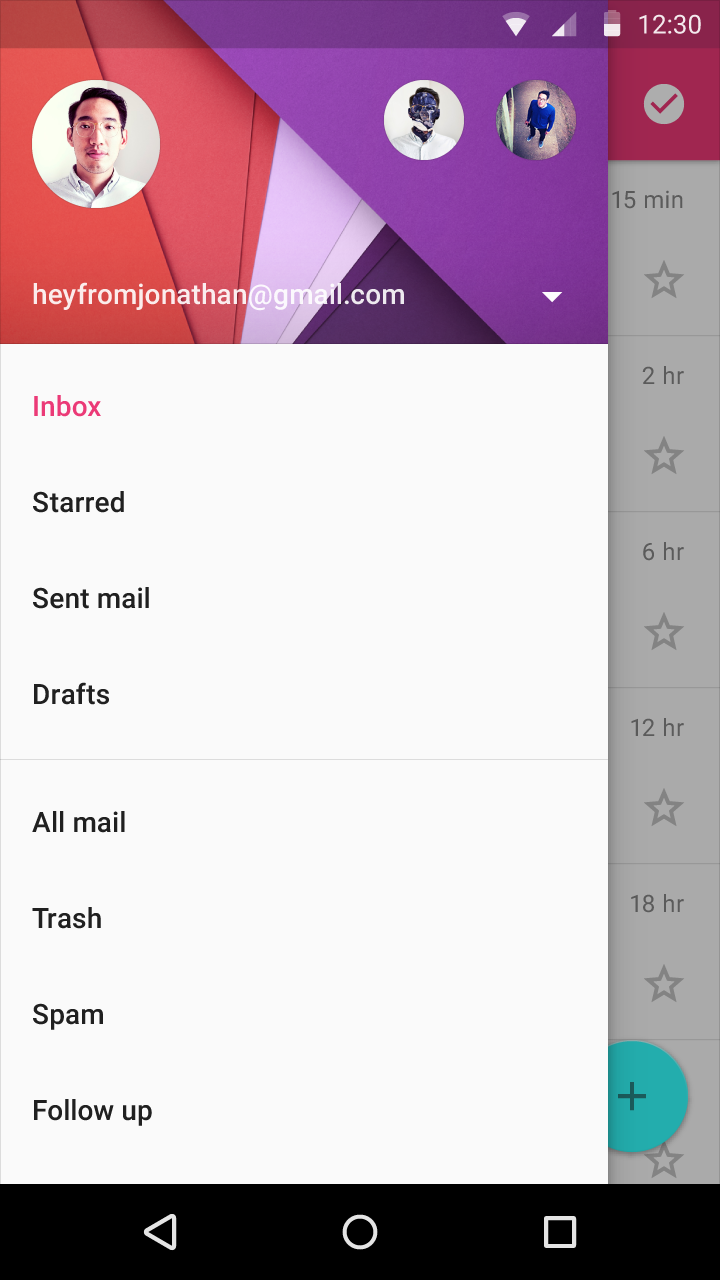 12:30
heyfromjonathan@gmail.com
Inbox
Starred
Sent mail
Drafts
All mail
Trash
Spam
Follow up
15 min
2 hr
6 hr
12 hr
18 hr